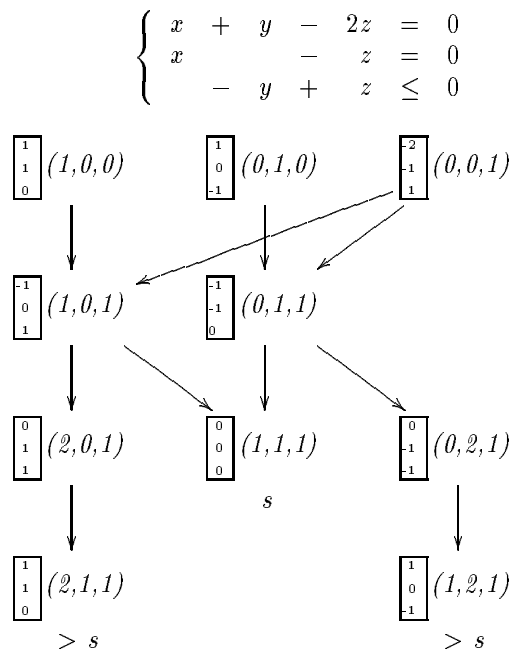 x + y - 2z = 0
x - z = 0
- y + z ≤ 0
1 1 0 (1,0,0) 1 0 -1 (0,1,0) -2 -1 1 (0,0,1)
-1 0 1 (1,0,1) -1 -1 0 (0,1,1)
0 1 1 (2,0,1) 0 0 0 (1,1,1) 0 -1 -1 (0,2,1)
s
1 1 0 (2,1,1) 1 0 -1 (1,2,1)
> s > s